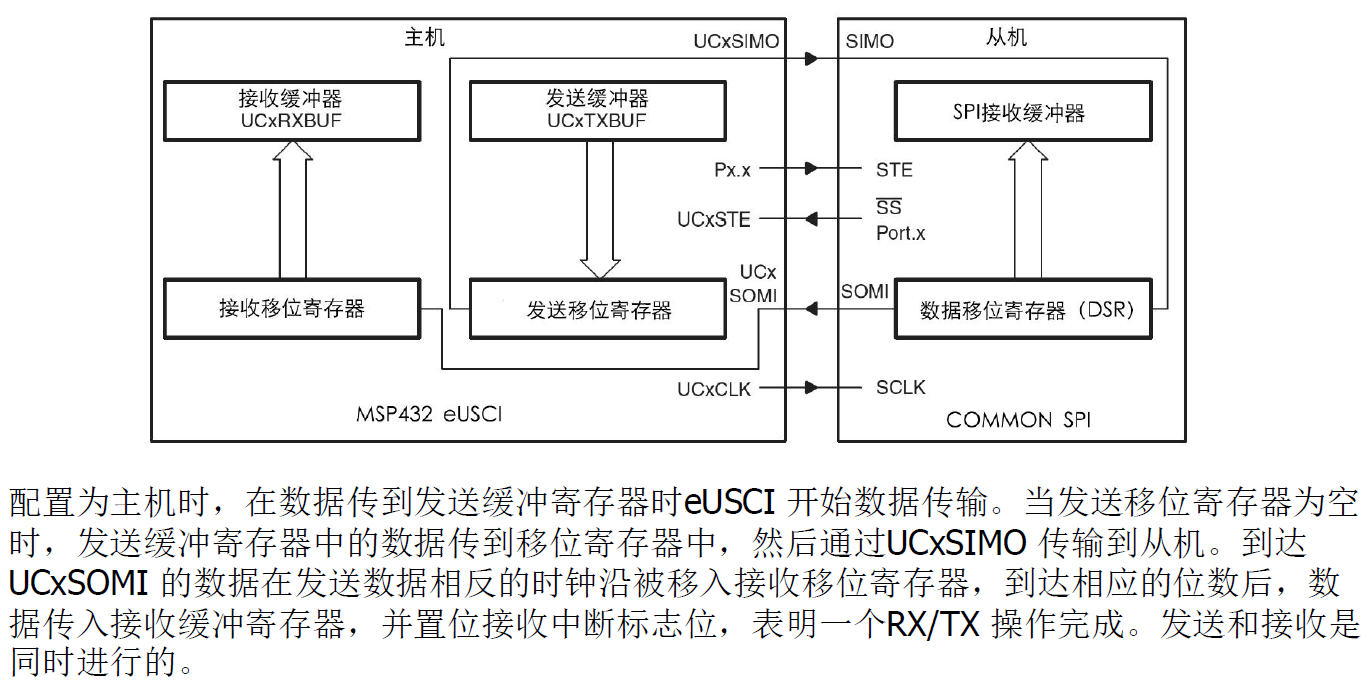 主机
从机
UCxSIMO
SIMO
接收缓冲器
UCxRXBUF
发送缓冲器
UCxTXBUF
SPI接收缓冲器
Px.x
STE
UCxSTE
SS
Port.x
UCx
SOMI
SOMI
接收移位寄存器
发送移位寄存器
数据移位寄存器（DSR）
UCxCLK
SCLK
MSP432 eUSCI
COMMON SPI
配置为主机时，在数据传到发送缓冲寄存器时eUSCI 开始数据传输。当发送移位寄存器为空
时，发送缓冲寄存器中的数据传到移位寄存器中，然后通过UCxSIMO 传输到从机。到达
UCxSOMI 的数据在发送数据相反的时钟沿被移入接收移位寄存器，到达相应的位数后，数
据传入接收缓冲寄存器，并置位接收中断标志位，表明一个RX/TX 操作完成。发送和接收是
同时进行的。